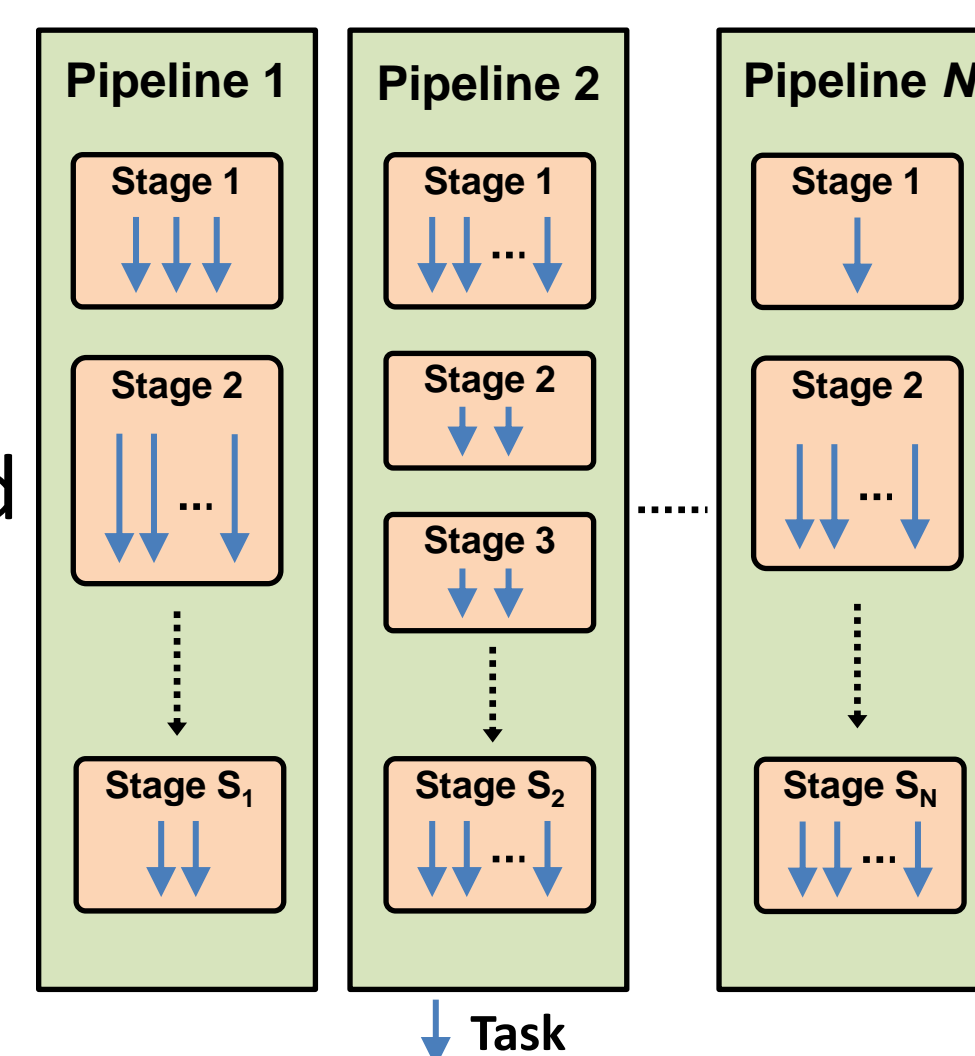 Pipeline 1
Stage 1
Stage 2
...
Stage S₁
Pipeline 2
Stage 1
...
Stage 2
Stage 3
Stage S₂
...
......
Pipeline N
Stage 1
Stage 2
...
Stage S_N
...
Task